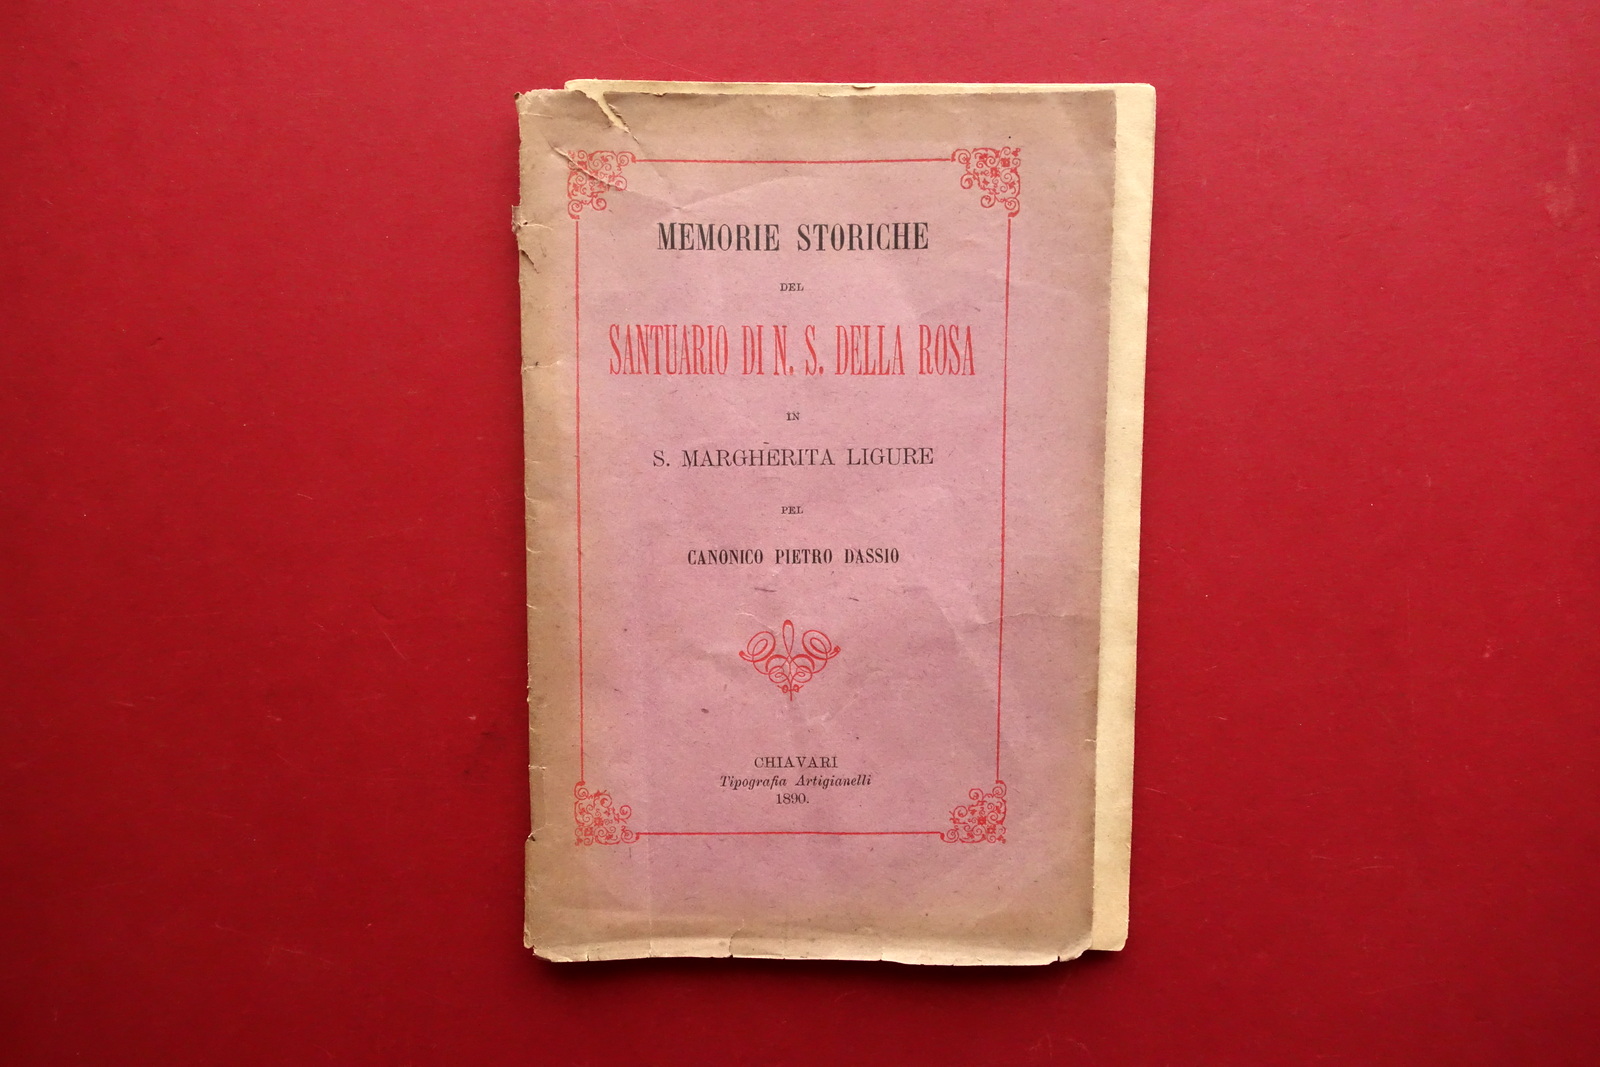 MEMORIE STORICHE
DEL
SANTUARIO DI N. S. DELLA ROSA
IN
S. MARGHERITA LIGURE
PEL
CANONICO PIETRO DASSIO
CHIAVARI
Tipografia Artigianelli
1890.